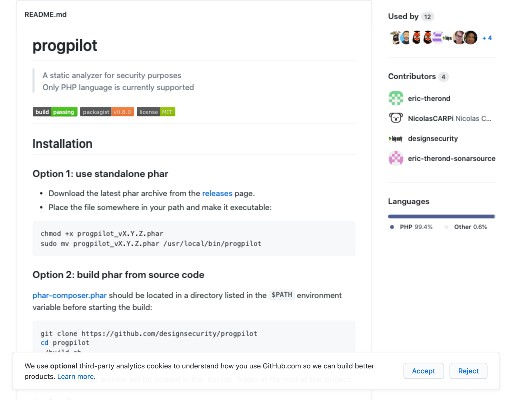 README.md
progpilot
A static analyzer for security purposes
Only PHP language is currently supported
build passing packagist v0.8.0 license MIT
Installation
Option 1: use standalone phar
• Download the latest phar archive from the releases page.
• Place the file somewhere in your path and make it executable:
chmod +x progpilot_vX.Y.Z.phar
sudo mv progpilot_vX.Y.Z.phar /usr/local/bin/progpilot
Option 2: build phar from source code
phar-composer.phar should be located in a directory listed in the $PATH environment
variable before starting the build:
git clone https://github.com/designsecurity/progpilot
cd progpilot
Used by 12
+ 4
Contributors 4
eric-therond
NicolasCARPi Nicolas C...
designsecurity
eric-therond-sonarsource
Languages
PHP 99.4% Other 0.6%
We use optional third-party analytics cookies to understand how you use GitHub.com so we can build better
products. Learn more.
Accept Reject